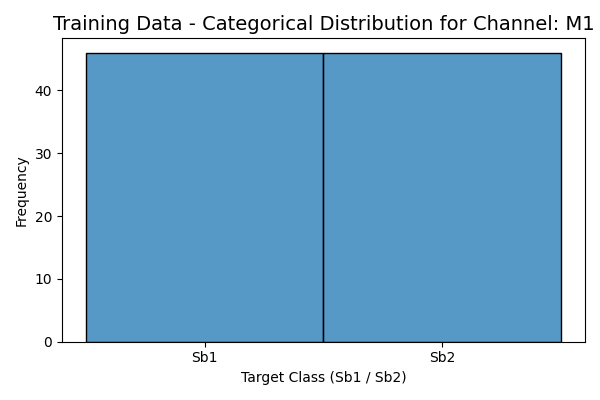 Training Data - Categorical Distribution for Channel: M1
Frequency
40
30
20
10
0
Sb1 Sb2
Target Class (Sb1 / Sb2)